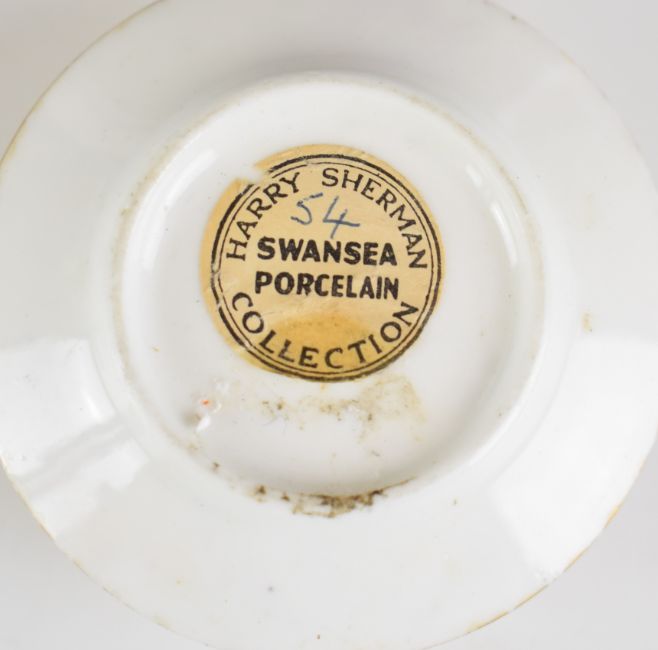 HARRY SHERMAN
54
SWANSEA
PORCELAIN
COLLECTION